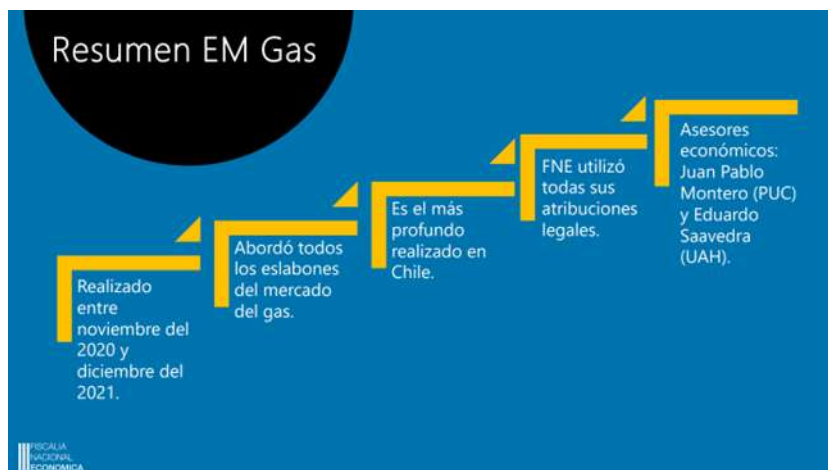 Resumen EM Gas
Realizado
entre
noviembre del
2020 y
diciembre del
2021.
Abordó todos
los eslabones
del mercado
del gas.
Es el más
profundo
realizado en
Chile.
FNE utilizó
todas sus
atribuciones
legales.
Asesores
económicos:
Juan Pablo
Montero (PUC)
y Eduardo
Saavedra
(UAH).
FISCALIA
NACIONAL
ECONOMICA